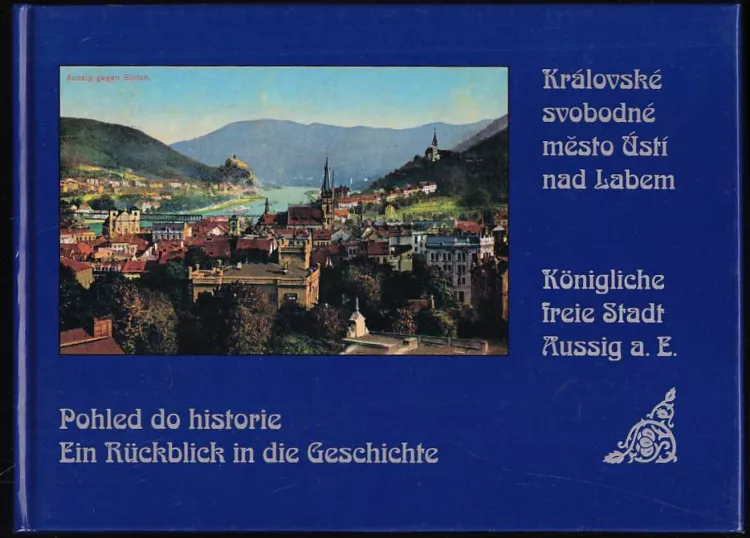 Aussig gegen Süden.
Královské
svobodné
město Ústí
nad Labem
Königliche
freie Stadt
Aussig a. E.
Pohled do historie
Ein Rückblick in die Geschichte